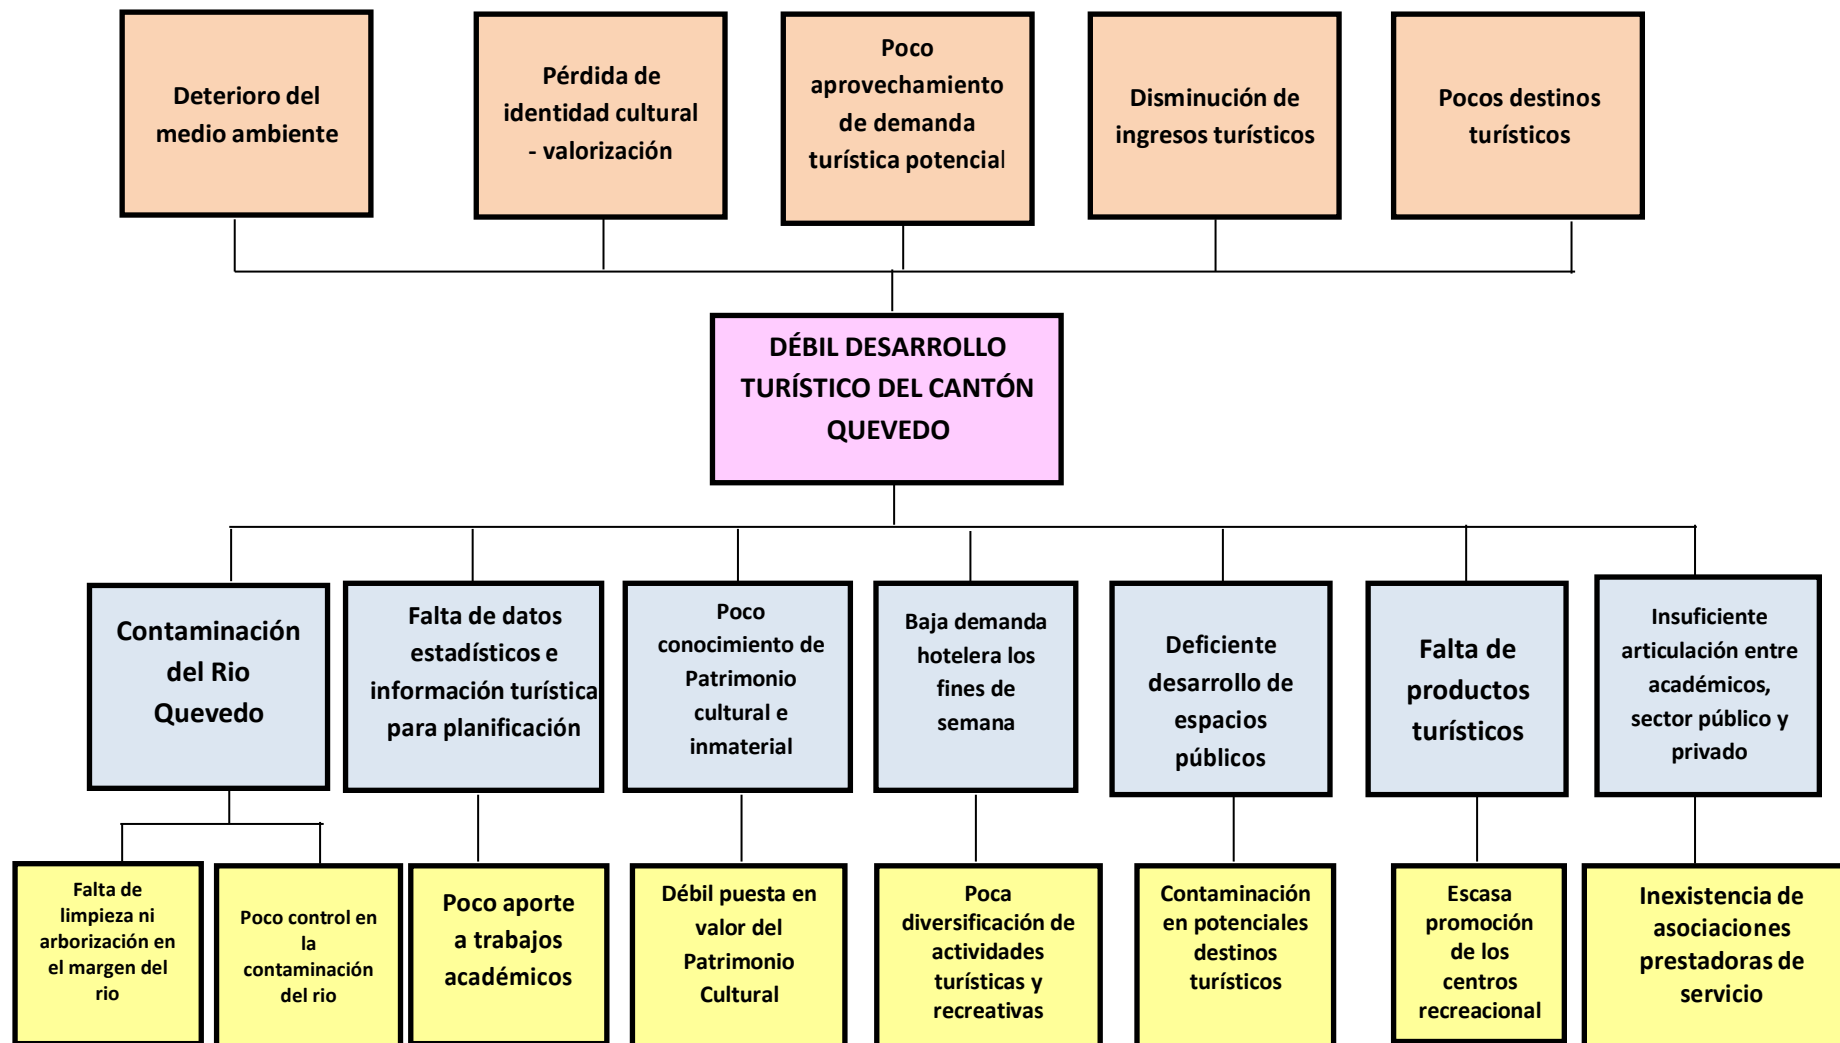 Deterioro del
medio ambiente
Pérdida de
identidad cultural
- valorización
Poco
aprovechamiento
de demanda
turística potencial
Disminución de
ingresos turísticos
Pocos destinos
turísticos
DÉBIL DESARROLLO
TURÍSTICO DEL CANTÓN
QUEVEDO
Contaminación
del Rio
Quevedo
Falta de datos
estadísticos e
información turística
para planificación
Poco
conocimiento de
Patrimonio
cultural e
inmaterial
Baja demanda
hotelera los
fines de
semana
Deficiente
desarrollo de
espacios
públicos
Falta de
productos
turísticos
Insuficiente
articulación entre
académicos,
sector público y
privado
Falta de
limpieza ni
arborización en
el margen del
rio
Poco control en
la
contaminación
del rio
Poco aporte
a trabajos
académicos
Débil puesta en
valor del
Patrimonio
Cultural
Poca
diversificación de
actividades
turísticas y
recreativas
Contaminación
en potenciales
destinos
turísticos
Escasa
promoción
de los
centros
recreacional
Inexistencia de
asociaciones
prestadoras de
servicio